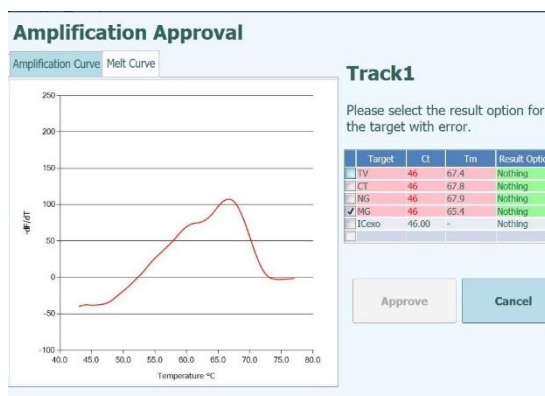 Amplification Approval
Amplification Curve Melt Curve
250
200
150
100
50
0
-50
-100
-dF/dT
40.0 45.0 50.0 55.0 60.0 65.0 70.0 75.0 80.0
Temperature ºC
Track1
Please select the result option for
the target with error.
Target Ct Tm Result Optio
TV 46 67.4 Nothing
CT 46 67.8 Nothing
NG 46 67.9 Nothing
MG 46 65.4 Nothing
ICexo 46.00 - Nothing
Approve Cancel